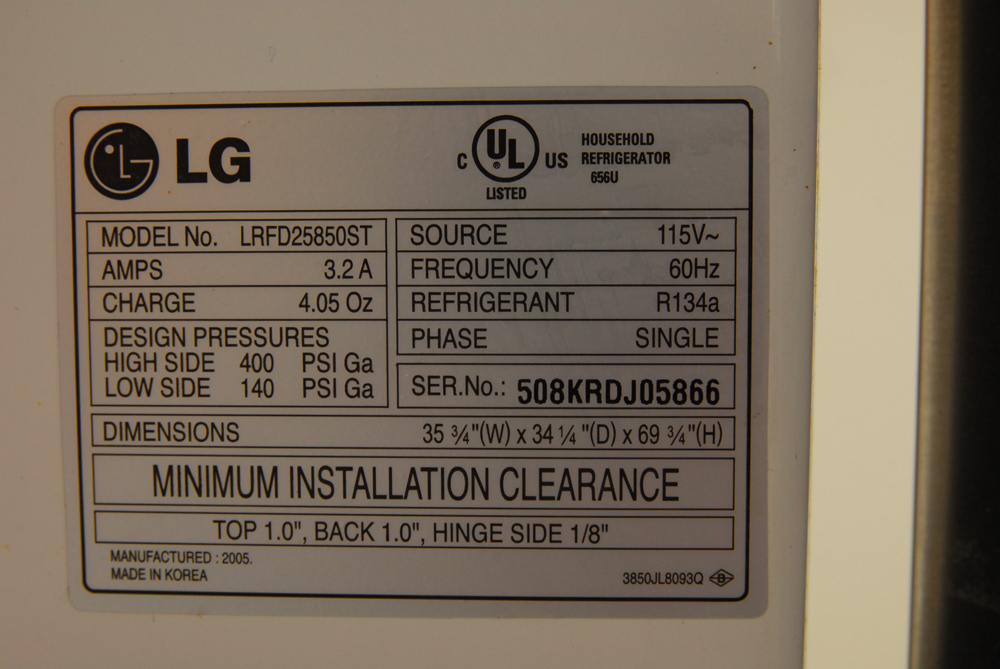 LG
C UL US
LISTED
HOUSEHOLD
REFRIGERATOR
656U
MODEL No. LRFD25850ST
AMPS 3.2 A
CHARGE 4.05 Oz
DESIGN PRESSURES
HIGH SIDE 400 PSI Ga
LOW SIDE 140 PSI Ga
SOURCE 115V~
FREQUENCY 60Hz
REFRIGERANT R134a
PHASE SINGLE
SER.No.: 508KRDJ05866
DIMENSIONS 35 ¾"(W) x 34 ¼ "(D) x 69 ¾"(H)
MINIMUM INSTALLATION CLEARANCE
TOP 1.0", BACK 1.0", HINGE SIDE 1/8"
MANUFACTURED : 2005.
MADE IN KOREA
3850JL8093Q B